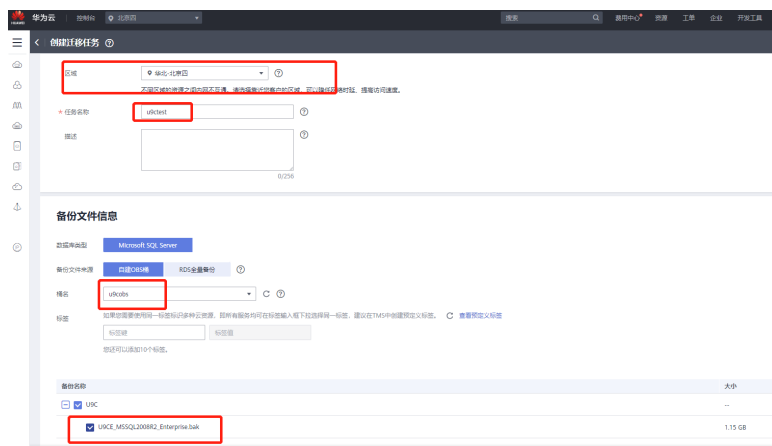 HUAWEI 华为云 控制台 北京四 搜索 费用中心 资源 工单 企业 开发工具
创建迁移任务
区域 华北-北京四
不同区域的资源之间内网不互通。请选择靠近您客户的区域，可以降低网络时延、提高访问速度。
* 任务名称 u9ctest
描述
0/256
备份文件信息
数据库类型 Microsoft SQL Server
备份文件来源 自建OBS桶 RDS全量备份
桶名 u9cobs
标签 如果您需要使用同一标签标识多种云资源，即所有服务均可在标签输入框下拉选择同一标签，建议在TMS中创建预定义标签。 查看预定义标签
标签键 标签值
您还可以添加10个标签。
备份名称 大小
U9C --
U9CE_MSSQL2008R2_Enterprise.bak 1.15 GB